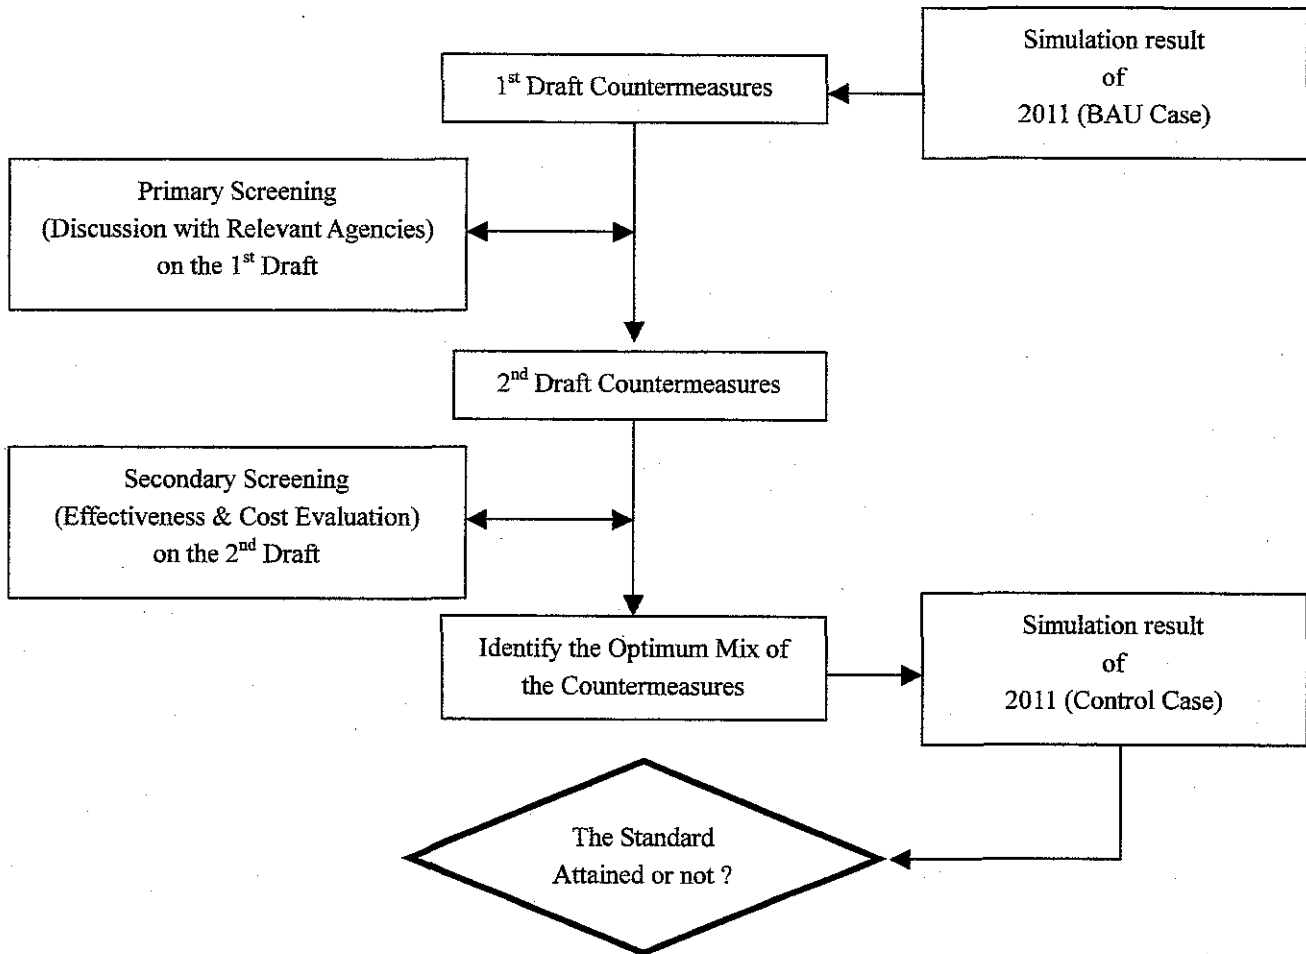 Simulation result
of
2011 (BAU Case)
1st Draft Countermeasures
Primary Screening
(Discussion with Relevant Agencies)
on the 1st Draft
2nd Draft Countermeasures
Secondary Screening
(Effectiveness & Cost Evaluation)
on the 2nd Draft
Identify the Optimum Mix of
the Countermeasures
Simulation result
of
2011 (Control Case)
The Standard
Attained or not ?